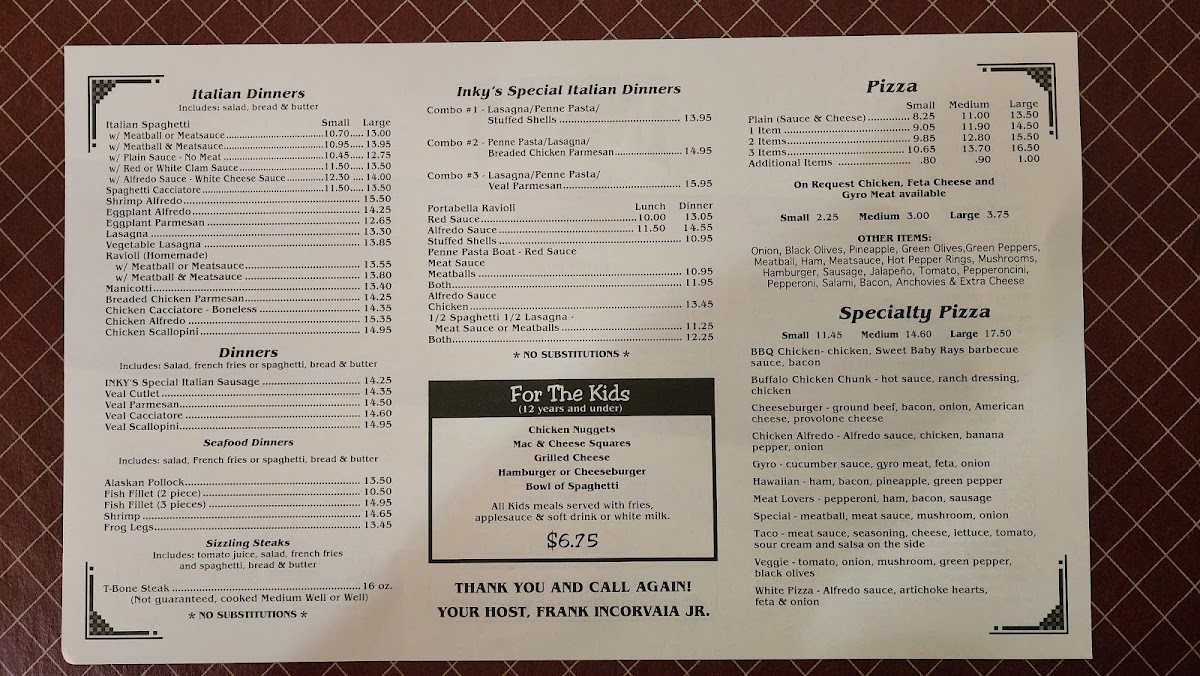 Italian Dinners
Includes: salad, bread & butter
Italian Spaghetti Small Large
w/ Meatball or Meatsauce 10.70 13.00
w/ Meatball & Meatsauce 10.95 13.95
w/ Plain Sauce - No Meat 10.45 12.75
w/ Red or White Clam Sauce 11.50 13.50
w/ Alfredo Sauce - White Cheese Sauce 12.30 14.00
Spaghetti Cacciatore 11.50 13.50
Shrimp Alfredo 15.50
Eggplant Alfredo 14.25
Eggplant Parmesan 12.65
Lasagna 13.30
Vegetable Lasagna 13.85
Ravioli (Homemade)
w/ Meatball or Meatsauce 13.55
w/ Meatball & Meatsauce 13.80
Manicotti 13.40
Breaded Chicken Parmesan 14.25
Chicken Cacciatore - Boneless 14.35
Chicken Alfredo 15.35
Chicken Scallopini 14.95
Dinners
Includes: Salad, french fries or spaghetti, bread & butter
INKY'S Special Italian Sausage 14.25
Veal Cutlet 14.35
Veal Parmesan 14.50
Veal Cacciatore 14.60
Veal Scallopini 14.95
Seafood Dinners
Includes: salad, French fries or spaghetti, bread & butter
Alaskan Pollock 13.50
Fish Fillet (2 piece) 10.50
Fish Fillet (3 pieces) 14.95
Shrimp 14.65
Frog Legs 13.45
Sizzling Steaks
Includes: tomato juice, salad, french fries
and spaghetti, bread & butter
T-Bone Steak 16 oz.
(Not guaranteed, cooked Medium Well or Well)
* NO SUBSTITUTIONS *
Inky's Special Italian Dinners
Combo #1 - Lasagna/Penne Pasta/
Stuffed Shells 13.95
Combo #2 - Penne Pasta/Lasagna/
Breaded Chicken Parmesan 14.95
Combo #3 - Lasagna/Penne Pasta/
Veal Parmesan 15.95
Portabella Ravioli Lunch Dinner
Red Sauce 10.00 13.05
Alfredo Sauce 11.50 14.55
Stuffed Shells 10.95
Penne Pasta Boat - Red Sauce
Meat Sauce
Meatballs 10.95
Both 11.95
Alfredo Sauce
Chicken 13.45
1/2 Spaghetti 1/2 Lasagna -
Meat Sauce or Meatballs 11.25
Both 12.25
* NO SUBSTITUTIONS *
For The Kids
(12 years and under)
Chicken Nuggets
Mac & Cheese Squares
Grilled Cheese
Hamburger or Cheeseburger
Bowl of Spaghetti
All Kids meals served with fries,
applesauce & soft drink or white milk.
$6.75
THANK YOU AND CALL AGAIN!
YOUR HOST, FRANK INCORVAIA JR.
Pizza
Small Medium Large
Plain (Sauce & Cheese) 8.25 11.00 13.50
1 Item 9.05 11.90 14.50
2 Items 9.85 12.80 15.50
3 Items 10.65 13.70 16.50
Additional Items .80 .90 1.00
On Request Chicken, Feta Cheese and
Gyro Meat available
Small 2.25 Medium 3.00 Large 3.75
OTHER ITEMS:
Onion, Black Olives, Pineapple, Green Olives,Green Peppers,
Meatball, Ham, Meatsauce, Hot Pepper Rings, Mushrooms,
Hamburger, Sausage, Jalapeño, Tomato, Pepperoncini,
Pepperoni, Salami, Bacon, Anchovies & Extra Cheese
Specialty Pizza
Small 11.45 Medium 14.60 Large 17.50
BBQ Chicken- chicken, Sweet Baby Rays barbecue
sauce, bacon
Buffalo Chicken Chunk - hot sauce, ranch dressing,
chicken
Cheeseburger - ground beef, bacon, onion, American
cheese, provolone cheese
Chicken Alfredo - Alfredo sauce, chicken, banana
pepper, onion
Gyro - cucumber sauce, gyro meat, feta, onion
Hawaiian - ham, bacon, pineapple, green pepper
Meat Lovers - pepperoni, ham, bacon, sausage
Special - meatball, meat sauce, mushroom, onion
Taco - meat sauce, seasoning, cheese, lettuce, tomato,
sour cream and salsa on the side
Veggie - tomato, onion, mushroom, green pepper,
black olives
White Pizza - Alfredo sauce, artichoke hearts,
feta & onion